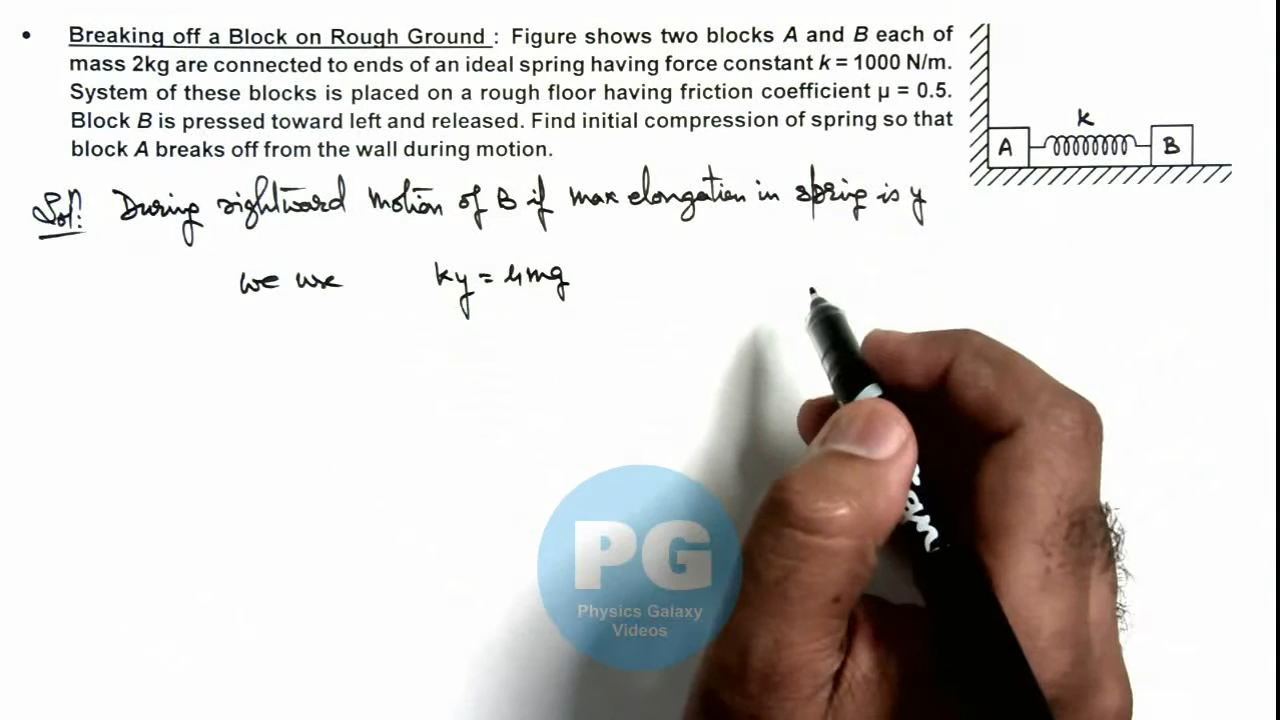 • Breaking off a Block on Rough Ground : Figure shows two blocks A and B each of
mass 2kg are connected to ends of an ideal spring having force constant k = 1000 N/m.
System of these blocks is placed on a rough floor having friction coefficient μ = 0.5.
Block B is pressed toward left and released. Find initial compression of spring so that
block A breaks off from the wall during motion.
k
A
B
Solⁿ: During rightward motion of B if max elongation in spring is y
we use ky = μmg
PG
Physics Galaxy
Videos